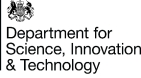 Department for
Science, Innovation
& Technology